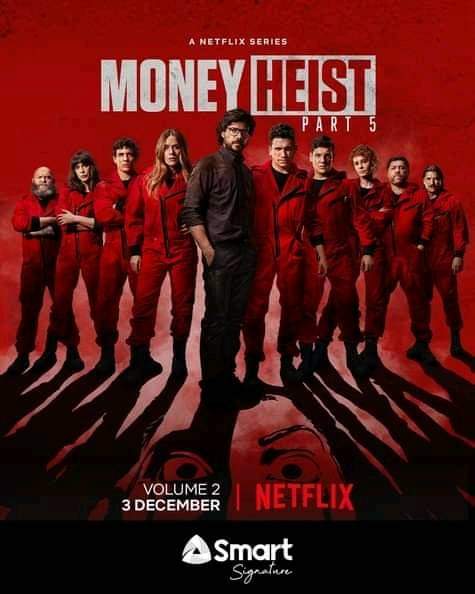 A NETFLIX SERIES
MONEY HEIST
PART 5
VOLUME 2
3 DECEMBER
NETFLIX
Smart
Signature